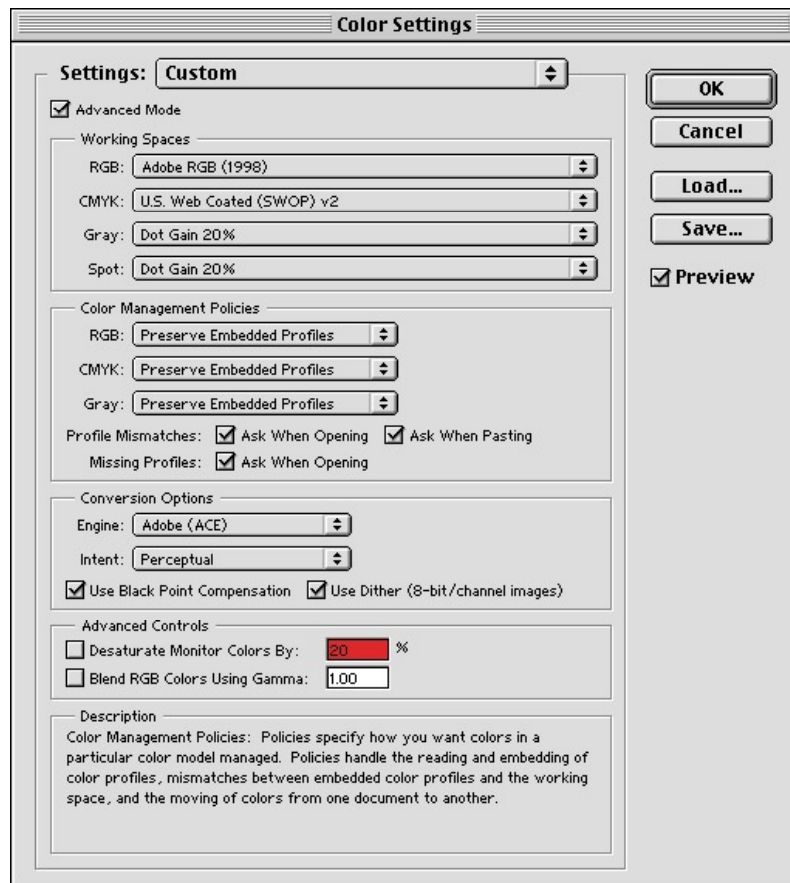 Color Settings
Settings: Custom
OK
Advanced Mode
Cancel
Working Spaces
RGB: Adobe RGB (1998)
Load...
CMYK: U.S. Web Coated (SWOP) v2
Save...
Gray: Dot Gain 20%
Spot: Dot Gain 20%
Preview
Color Management Policies
RGB: Preserve Embedded Profiles
CMYK: Preserve Embedded Profiles
Gray: Preserve Embedded Profiles
Profile Mismatches: Ask When Opening Ask When Pasting
Missing Profiles: Ask When Opening
Conversion Options
Engine: Adobe (ACE)
Intent: Perceptual
Use Black Point Compensation Use Dither (8-bit/channel images)
Advanced Controls
Desaturate Monitor Colors By: 20 %
Blend RGB Colors Using Gamma: 1.00
Description
Color Management Policies: Policies specify how you want colors in a
particular color model managed. Policies handle the reading and embedding of
color profiles, mismatches between embedded color profiles and the working
space, and the moving of colors from one document to another.